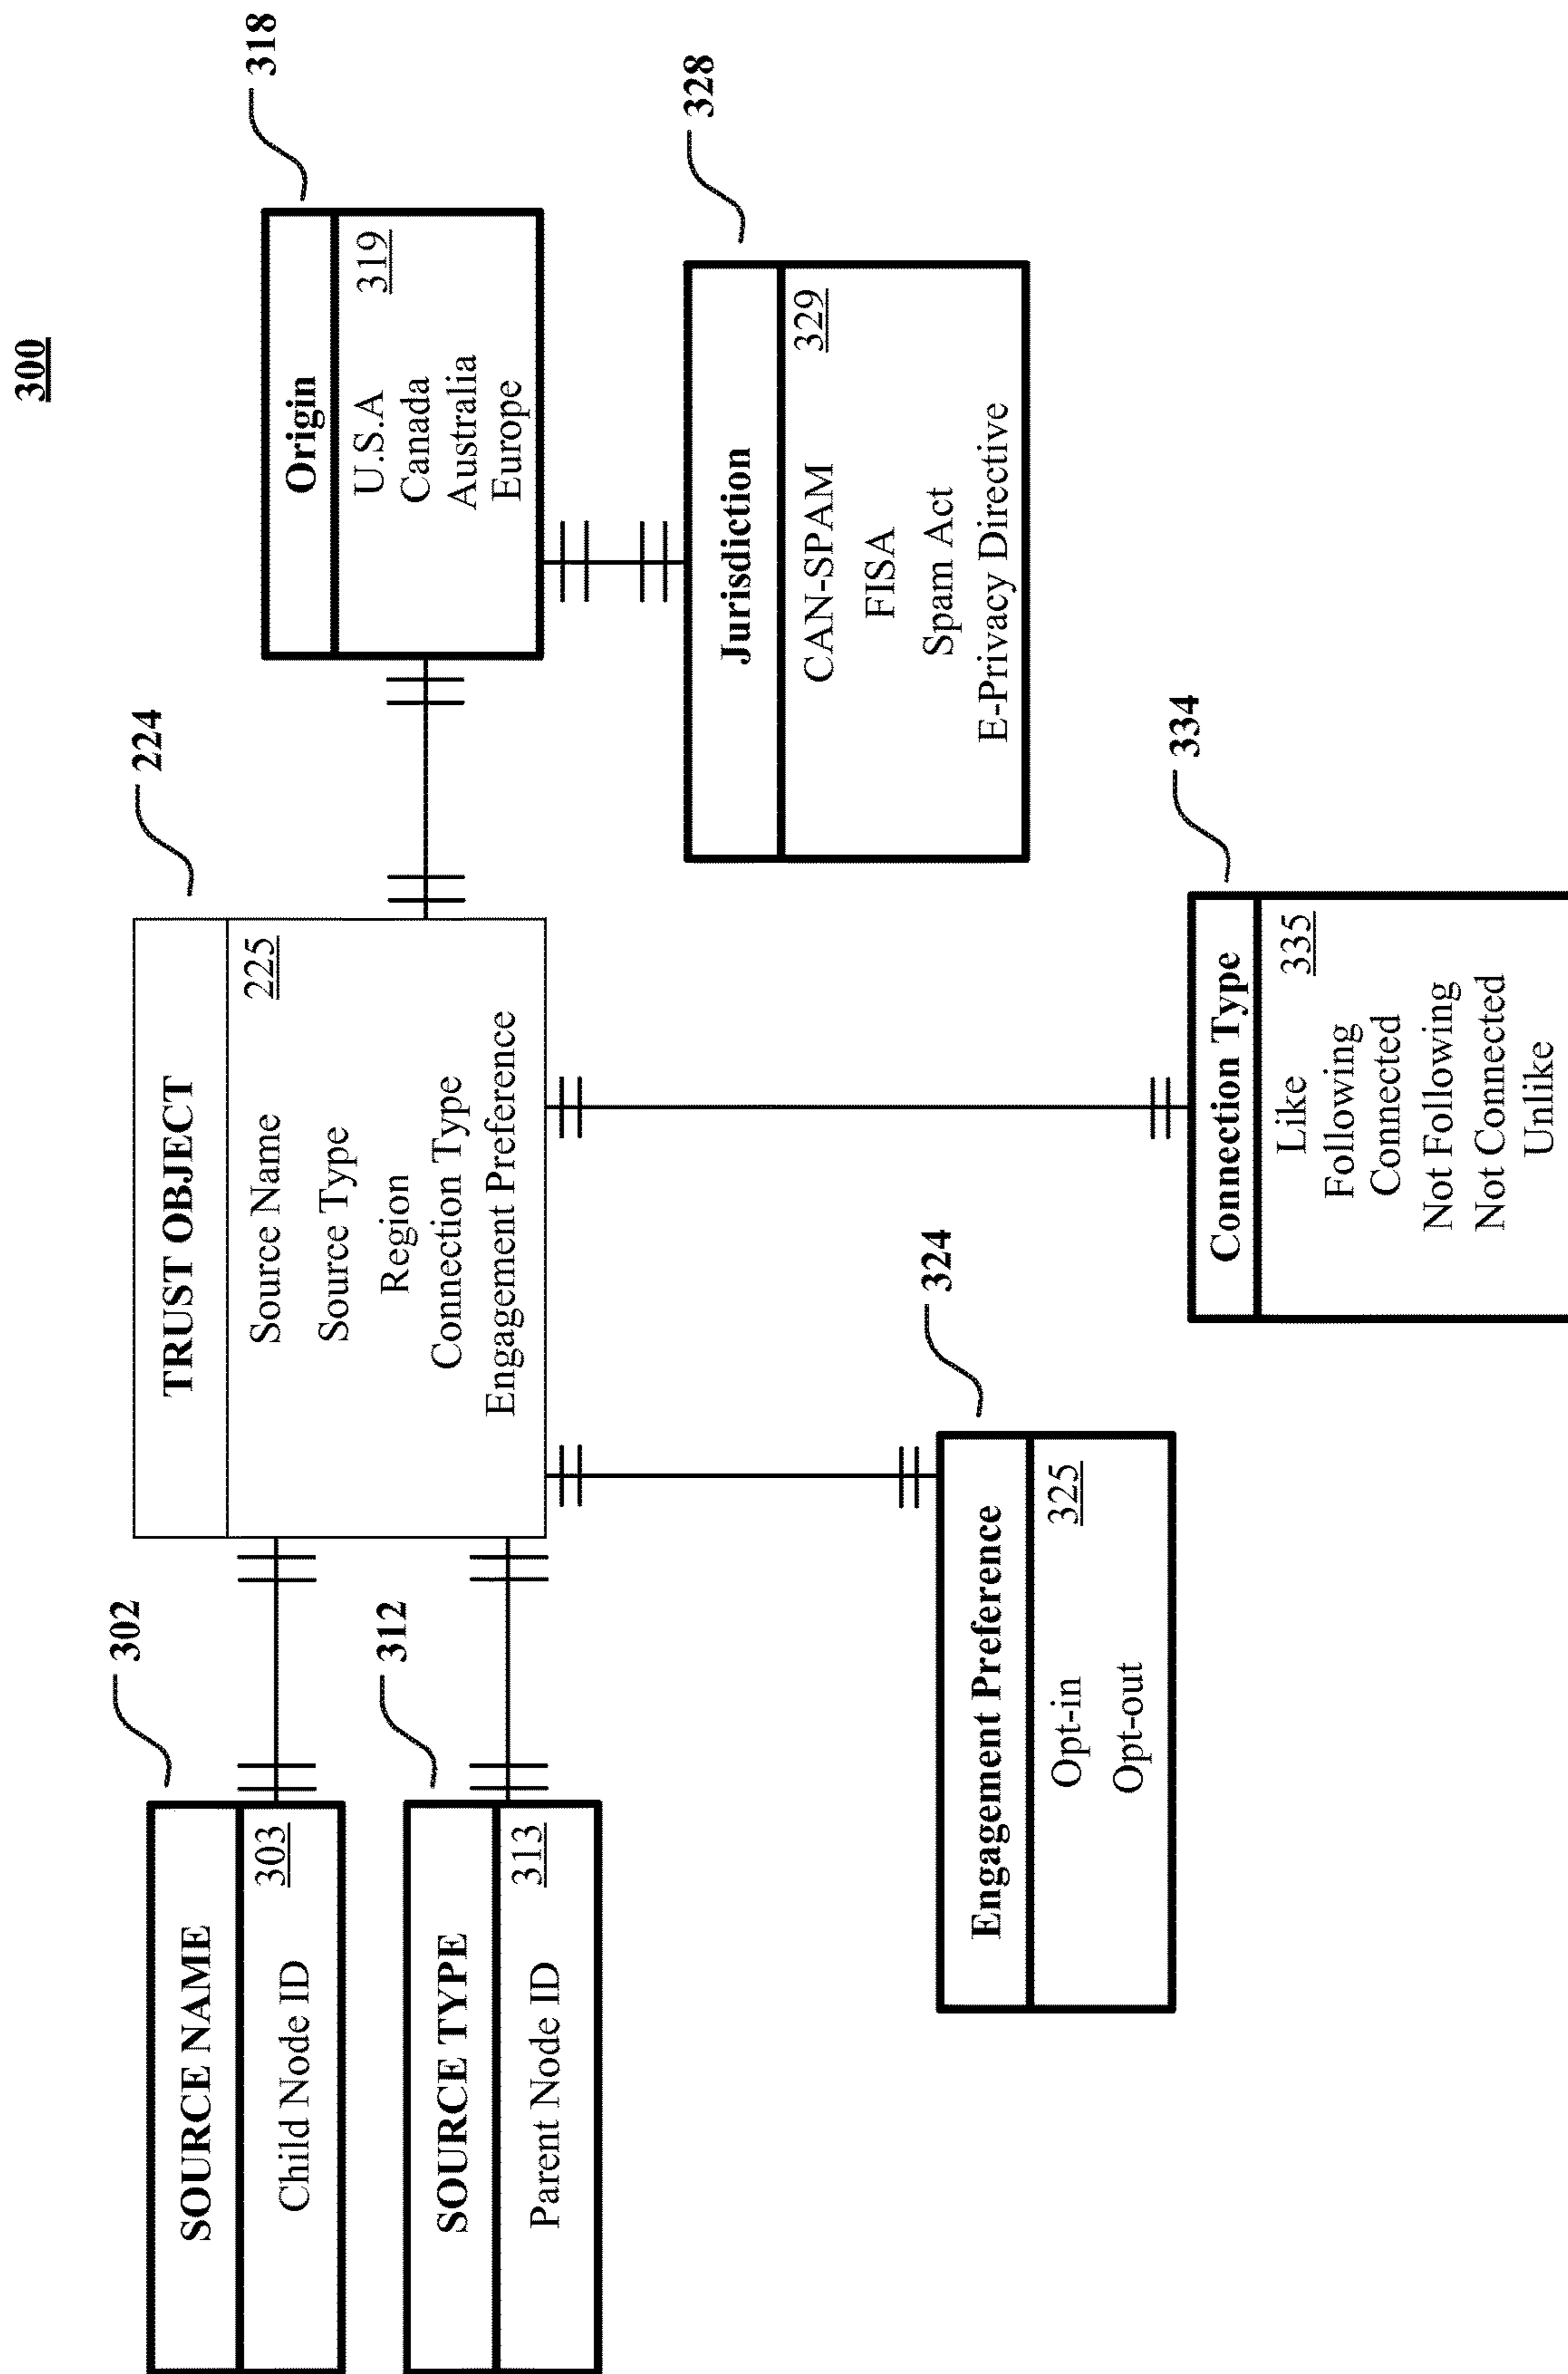 300
SOURCE NAME
303
Child Node ID
302
SOURCE TYPE
313
Parent Node ID
312
TRUST OBJECT
225
Source Name
Source Type
Region
Connection Type
Engagement Preference
224
Origin
319
U.S.A
Canada
Australia
Europe
318
Jurisdiction
329
CAN-SPAM
FISA
Spam Act
E-Privacy Directive
328
Engagement Preference
325
Opt-in
Opt-out
324
Connection Type
335
Like
Following
Connected
Not Following
Not Connected
Unlike
334